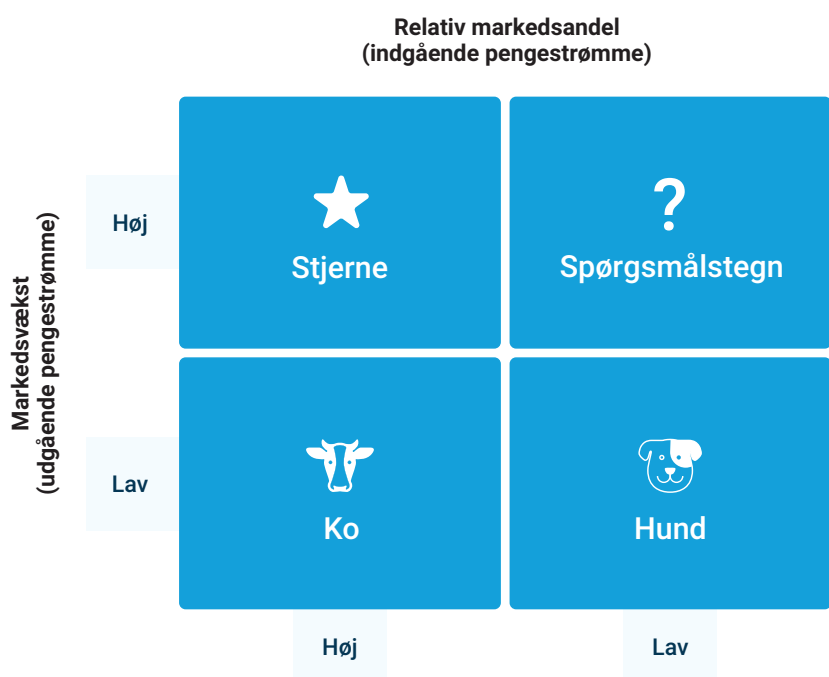 Relativ markedsandel
(indgående pengestrømme)
Markedsvækst
(udgående pengestrømme)
Høj
Stjerne
?
Spørgsmålstegn
Lav
Ko
Hund
Høj
Lav